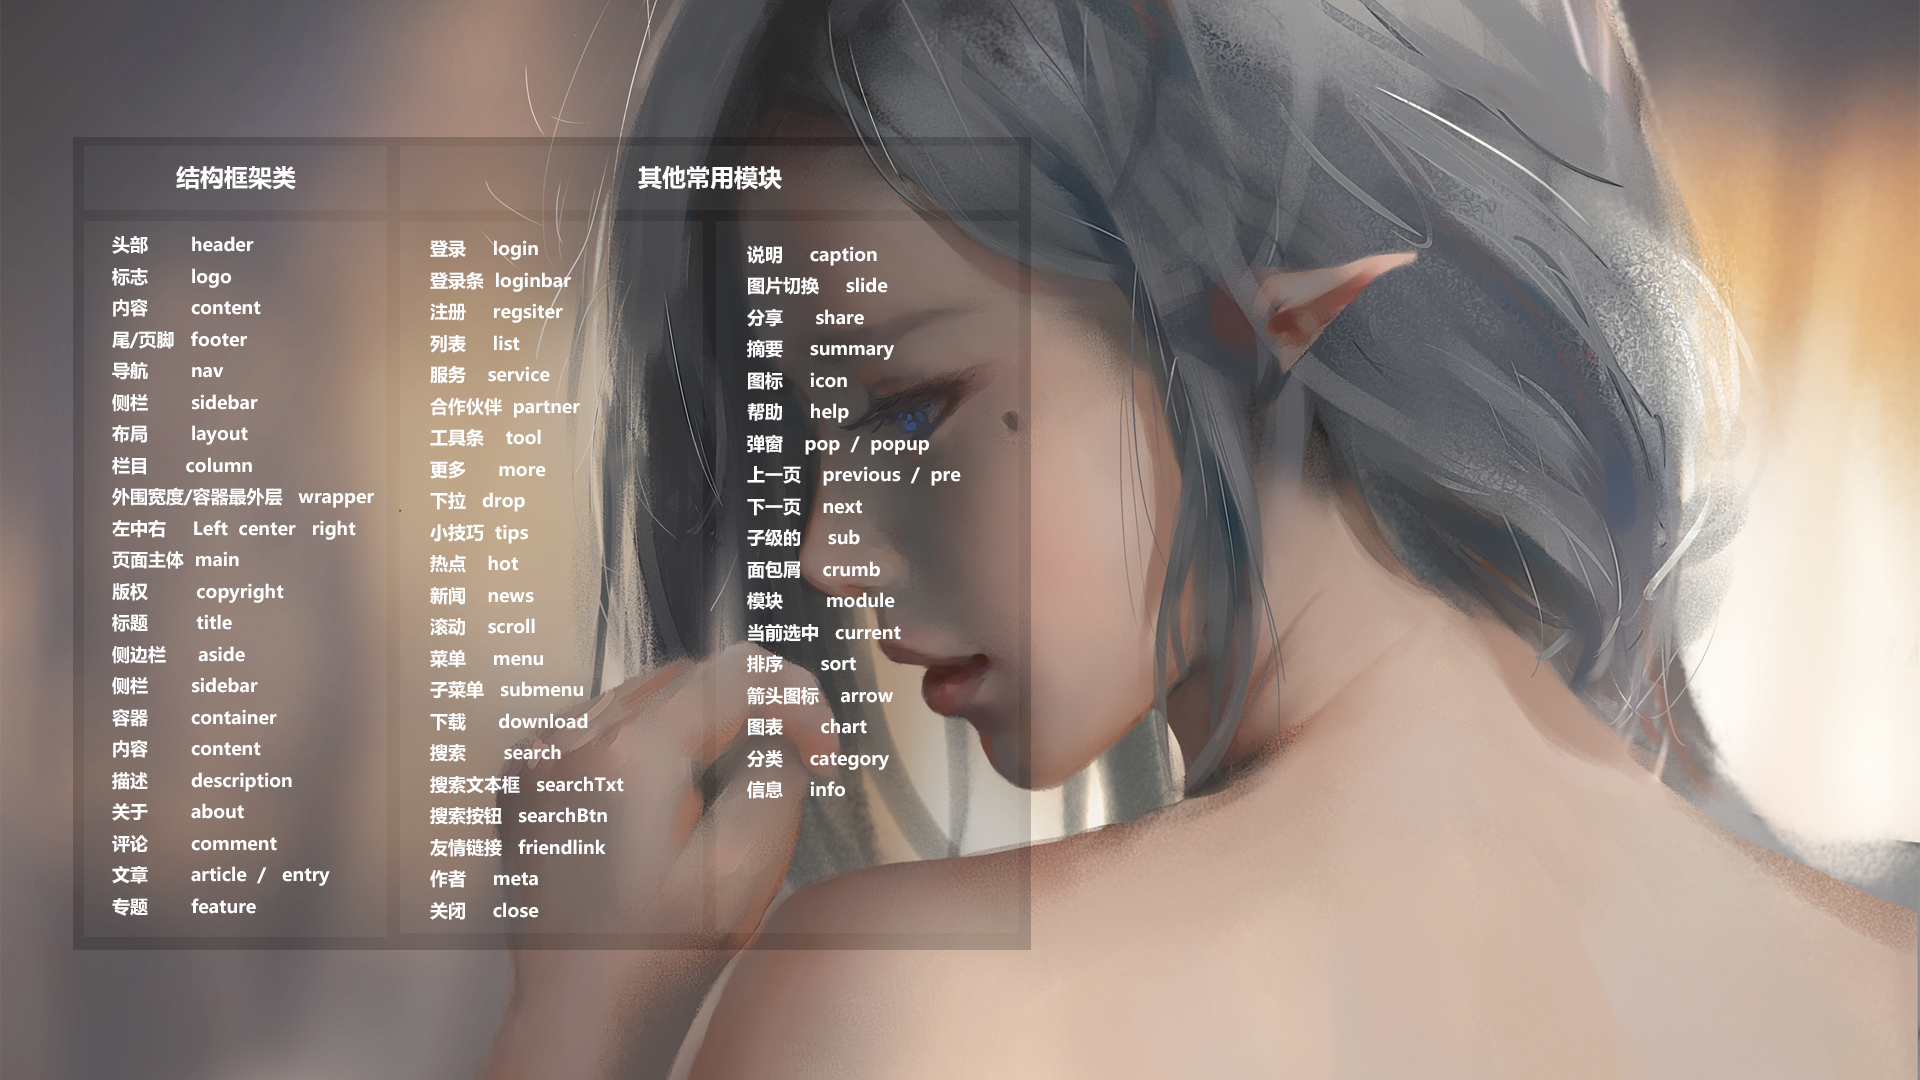 结构框架类
头部 header
标志 logo
内容 content
尾/页脚 footer
导航 nav
侧栏 sidebar
布局 layout
栏目 column
外围宽度/容器最外层 wrapper
左中右 Left center right
页面主体 main
版权 copyright
标题 title
侧边栏 aside
侧栏 sidebar
容器 container
内容 content
描述 description
关于 about
评论 comment
文章 article / entry
专题 feature
其他常用模块
登录 login
登录条 loginbar
注册 regsiter
列表 list
服务 service
合作伙伴 partner
工具条 tool
更多 more
下拉 drop
小技巧 tips
热点 hot
新闻 news
滚动 scroll
菜单 menu
子菜单 submenu
下载 download
搜索 search
搜索文本框 searchTxt
搜索按钮 searchBtn
友情链接 friendlink
作者 meta
关闭 close
说明 caption
图片切换 slide
分享 share
摘要 summary
图标 icon
帮助 help
弹窗 pop / popup
上一页 previous / pre
下一页 next
子级的 sub
面包屑 crumb
模块 module
当前选中 current
排序 sort
箭头图标 arrow
图表 chart
分类 category
信息 info